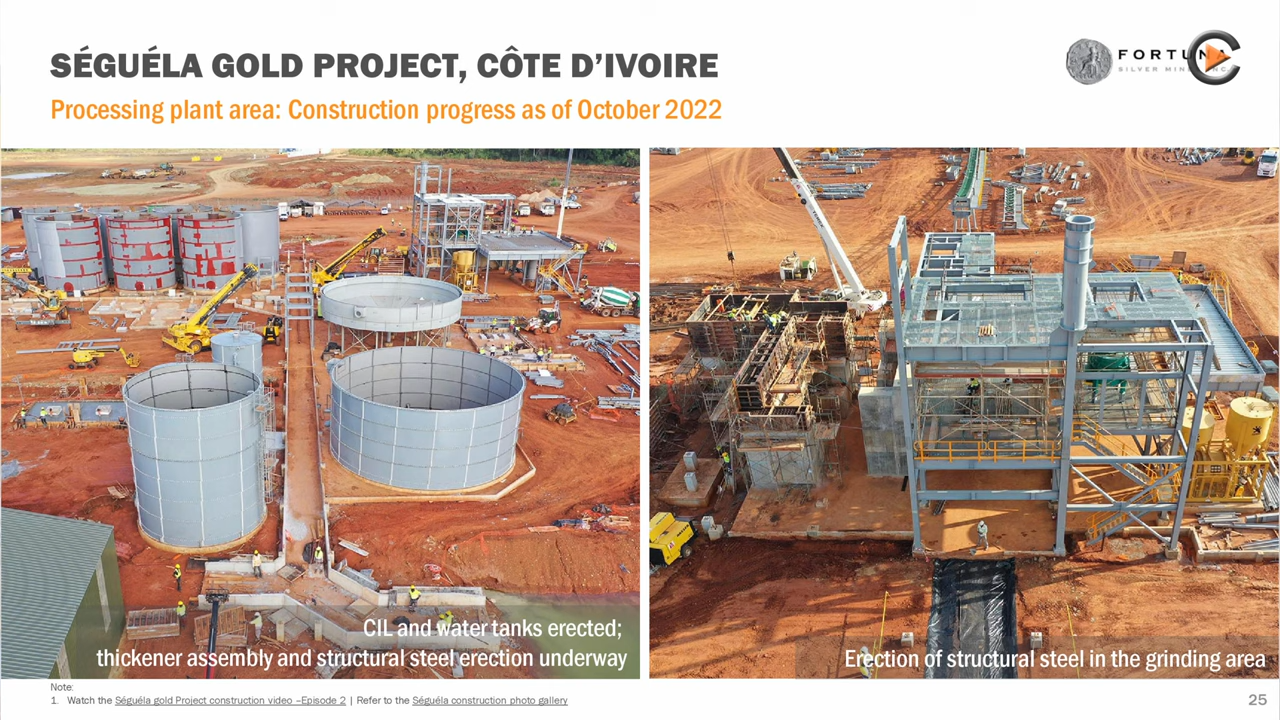 SÉGUÉLA GOLD PROJECT, CÔTE D’IVOIRE
Processing plant area: Construction progress as of October 2022
FORTUNA
SILVER MINES INC.
CIL and water tanks erected;
thickener assembly and structural steel erection underway
Erection of structural steel in the grinding area
Note:
1. Watch the Séguéla gold Project construction video –Episode 2 | Refer to the Séguéla construction photo gallery
25